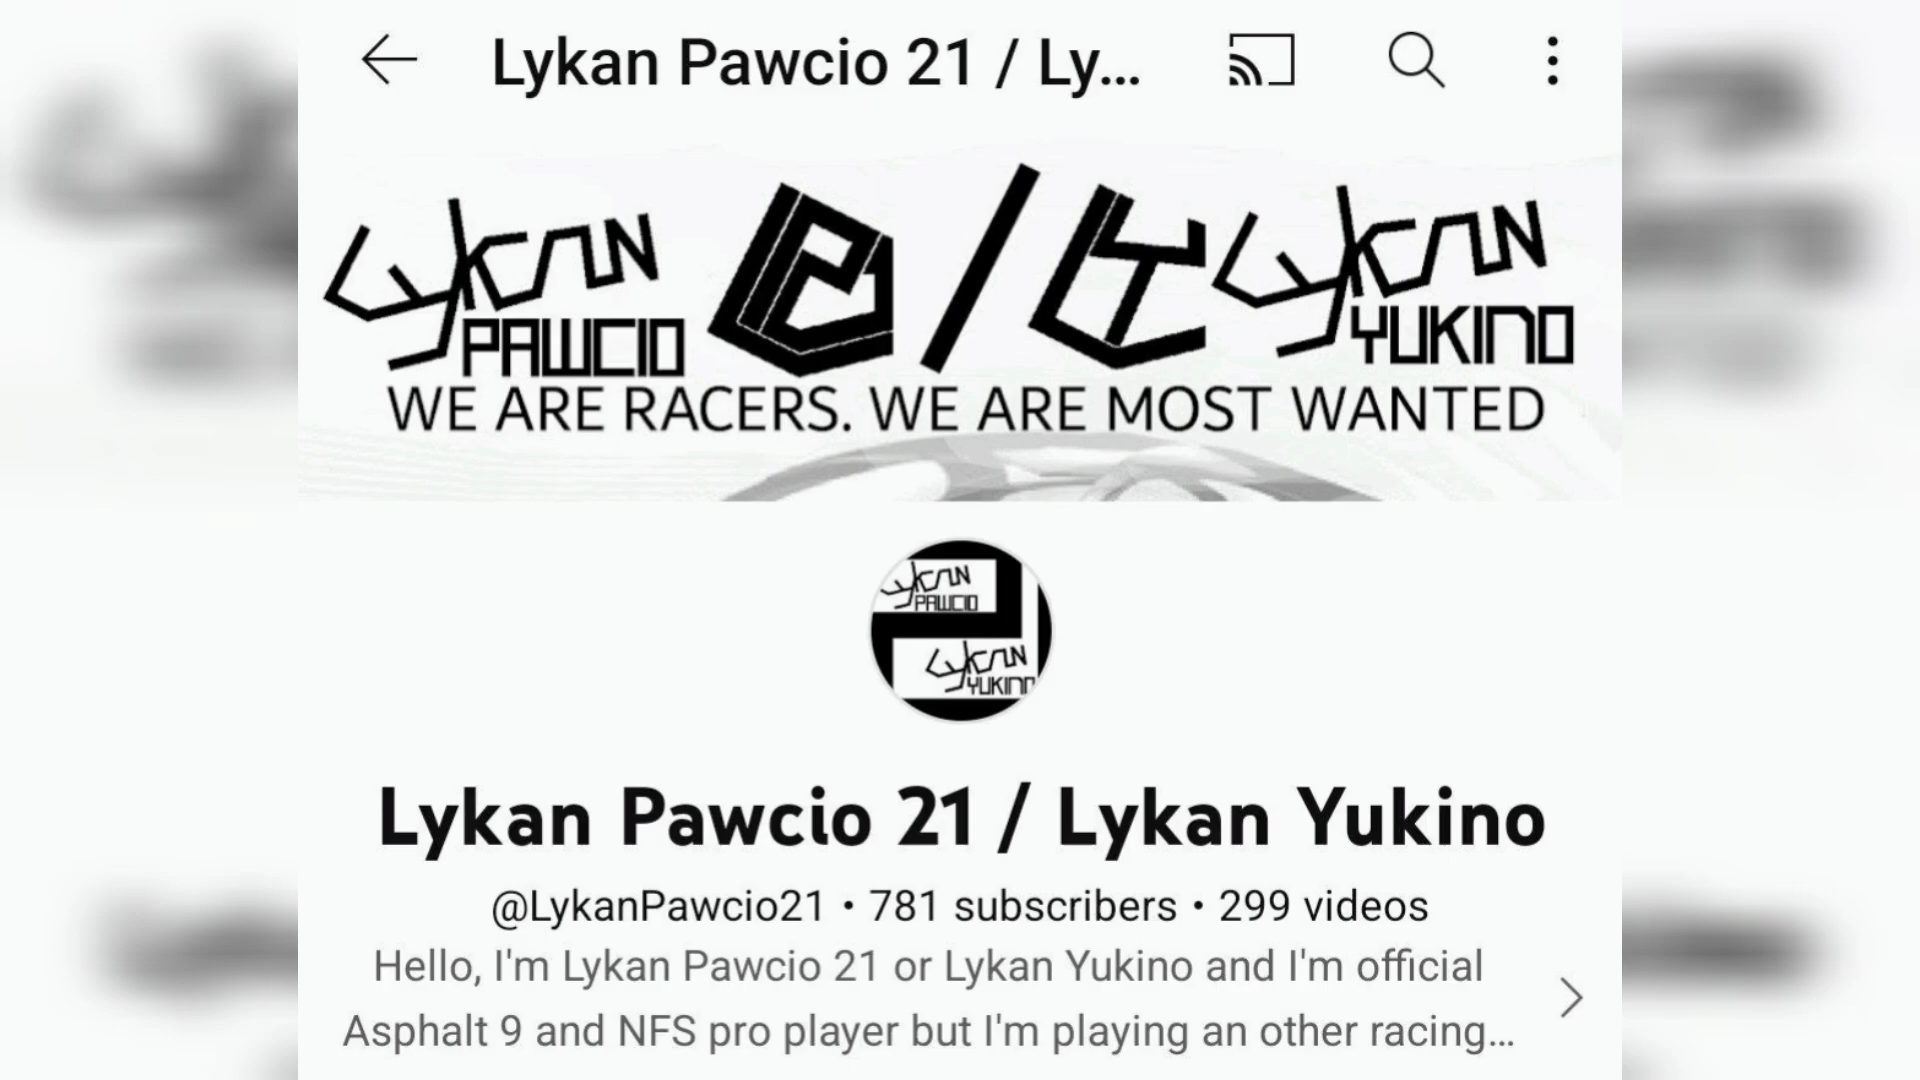 Lykan Pawcio 21 / Ly...
Lykan Lykan
PAWCIO / YUKINO
WE ARE RACERS. WE ARE MOST WANTED
Lykan
PAWCIO
Lykan
YUKINO
Lykan Pawcio 21 / Lykan Yukino
@LykanPawcio21 • 781 subscribers • 299 videos
Hello, I'm Lykan Pawcio 21 or Lykan Yukino and I'm official
Asphalt 9 and NFS pro player but I'm playing an other racing...